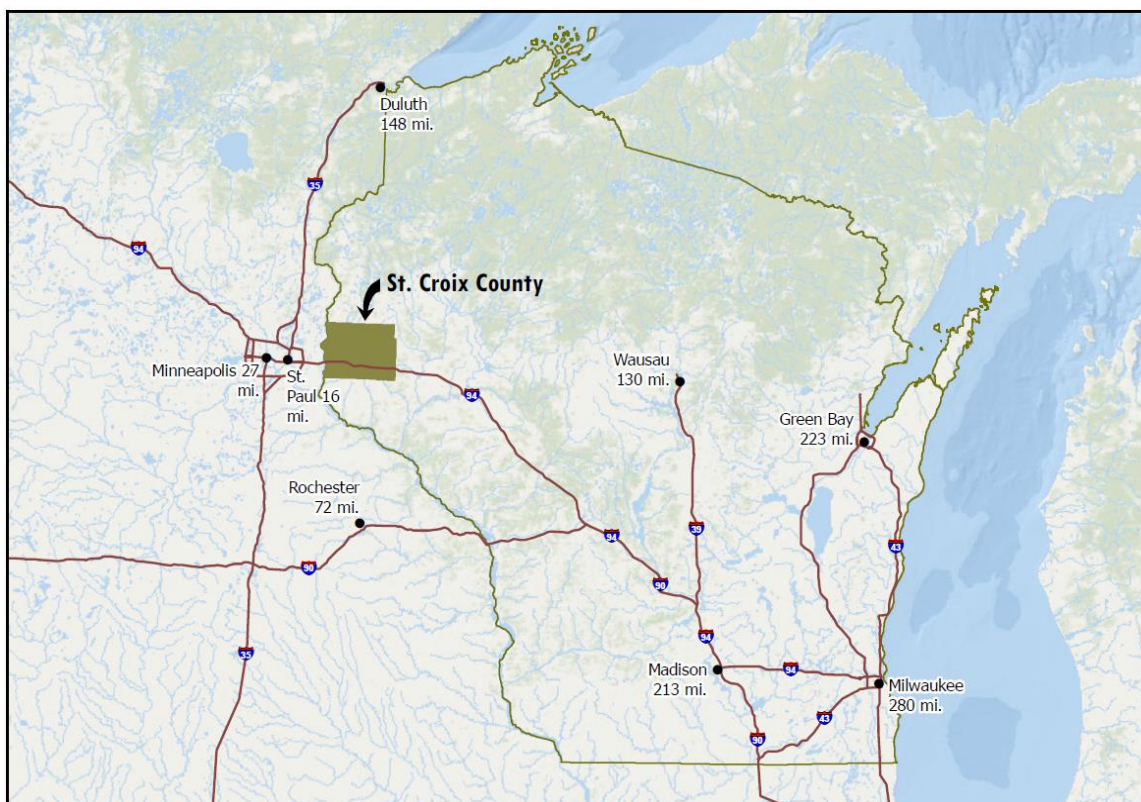 Duluth
148 mi.
35
94
St. Croix County
Minneapolis 27
mi.
St.
Paul 16
mi.
94
Wausau
130 mi.
Green Bay
223 mi.
Rochester
72 mi.
39
94
43
90
90
94
35
Madison
213 mi.
94
Milwaukee
280 mi.
43
90